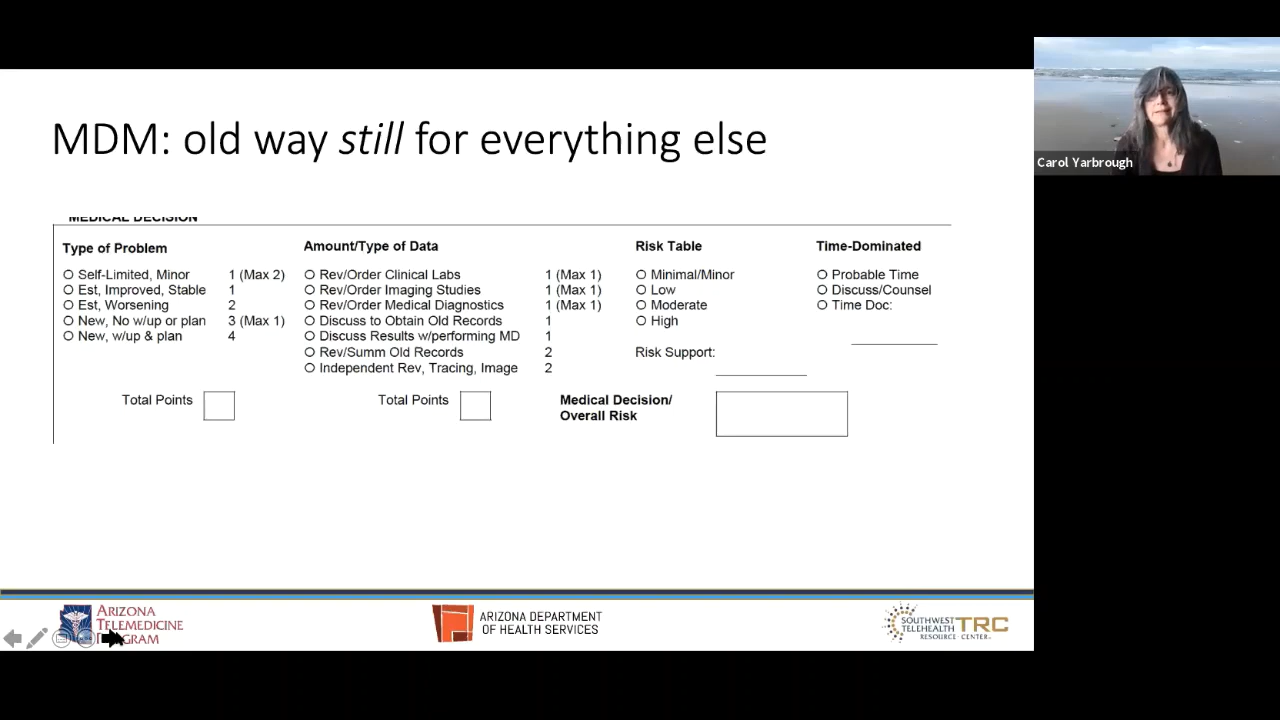 MDM: old way still for everything else
Carol Yarbrough
MEDICAL DECISION
Type of Problem
Self-Limited, Minor 1 (Max 2)
Est, Improved, Stable 1
Est, Worsening 2
New, No w/up or plan 3 (Max 1)
New, w/up & plan 4
Total Points
Amount/Type of Data
Rev/Order Clinical Labs 1 (Max 1)
Rev/Order Imaging Studies 1 (Max 1)
Rev/Order Medical Diagnostics 1 (Max 1)
Discuss to Obtain Old Records 1
Discuss Results w/performing MD 1
Rev/Summ Old Records 2
Independent Rev, Tracing, Image 2
Total Points
Risk Table
Minimal/Minor
Low
Moderate
High
Risk Support:
Medical Decision/
Overall Risk
Time-Dominated
Probable Time
Discuss/Counsel
Time Doc:
ARIZONA
TELEMEDICINE
PROGRAM
ARIZONA DEPARTMENT
OF HEALTH SERVICES
SOUTHWEST
TELEHEALTH
RESOURCE CENTER
TRC